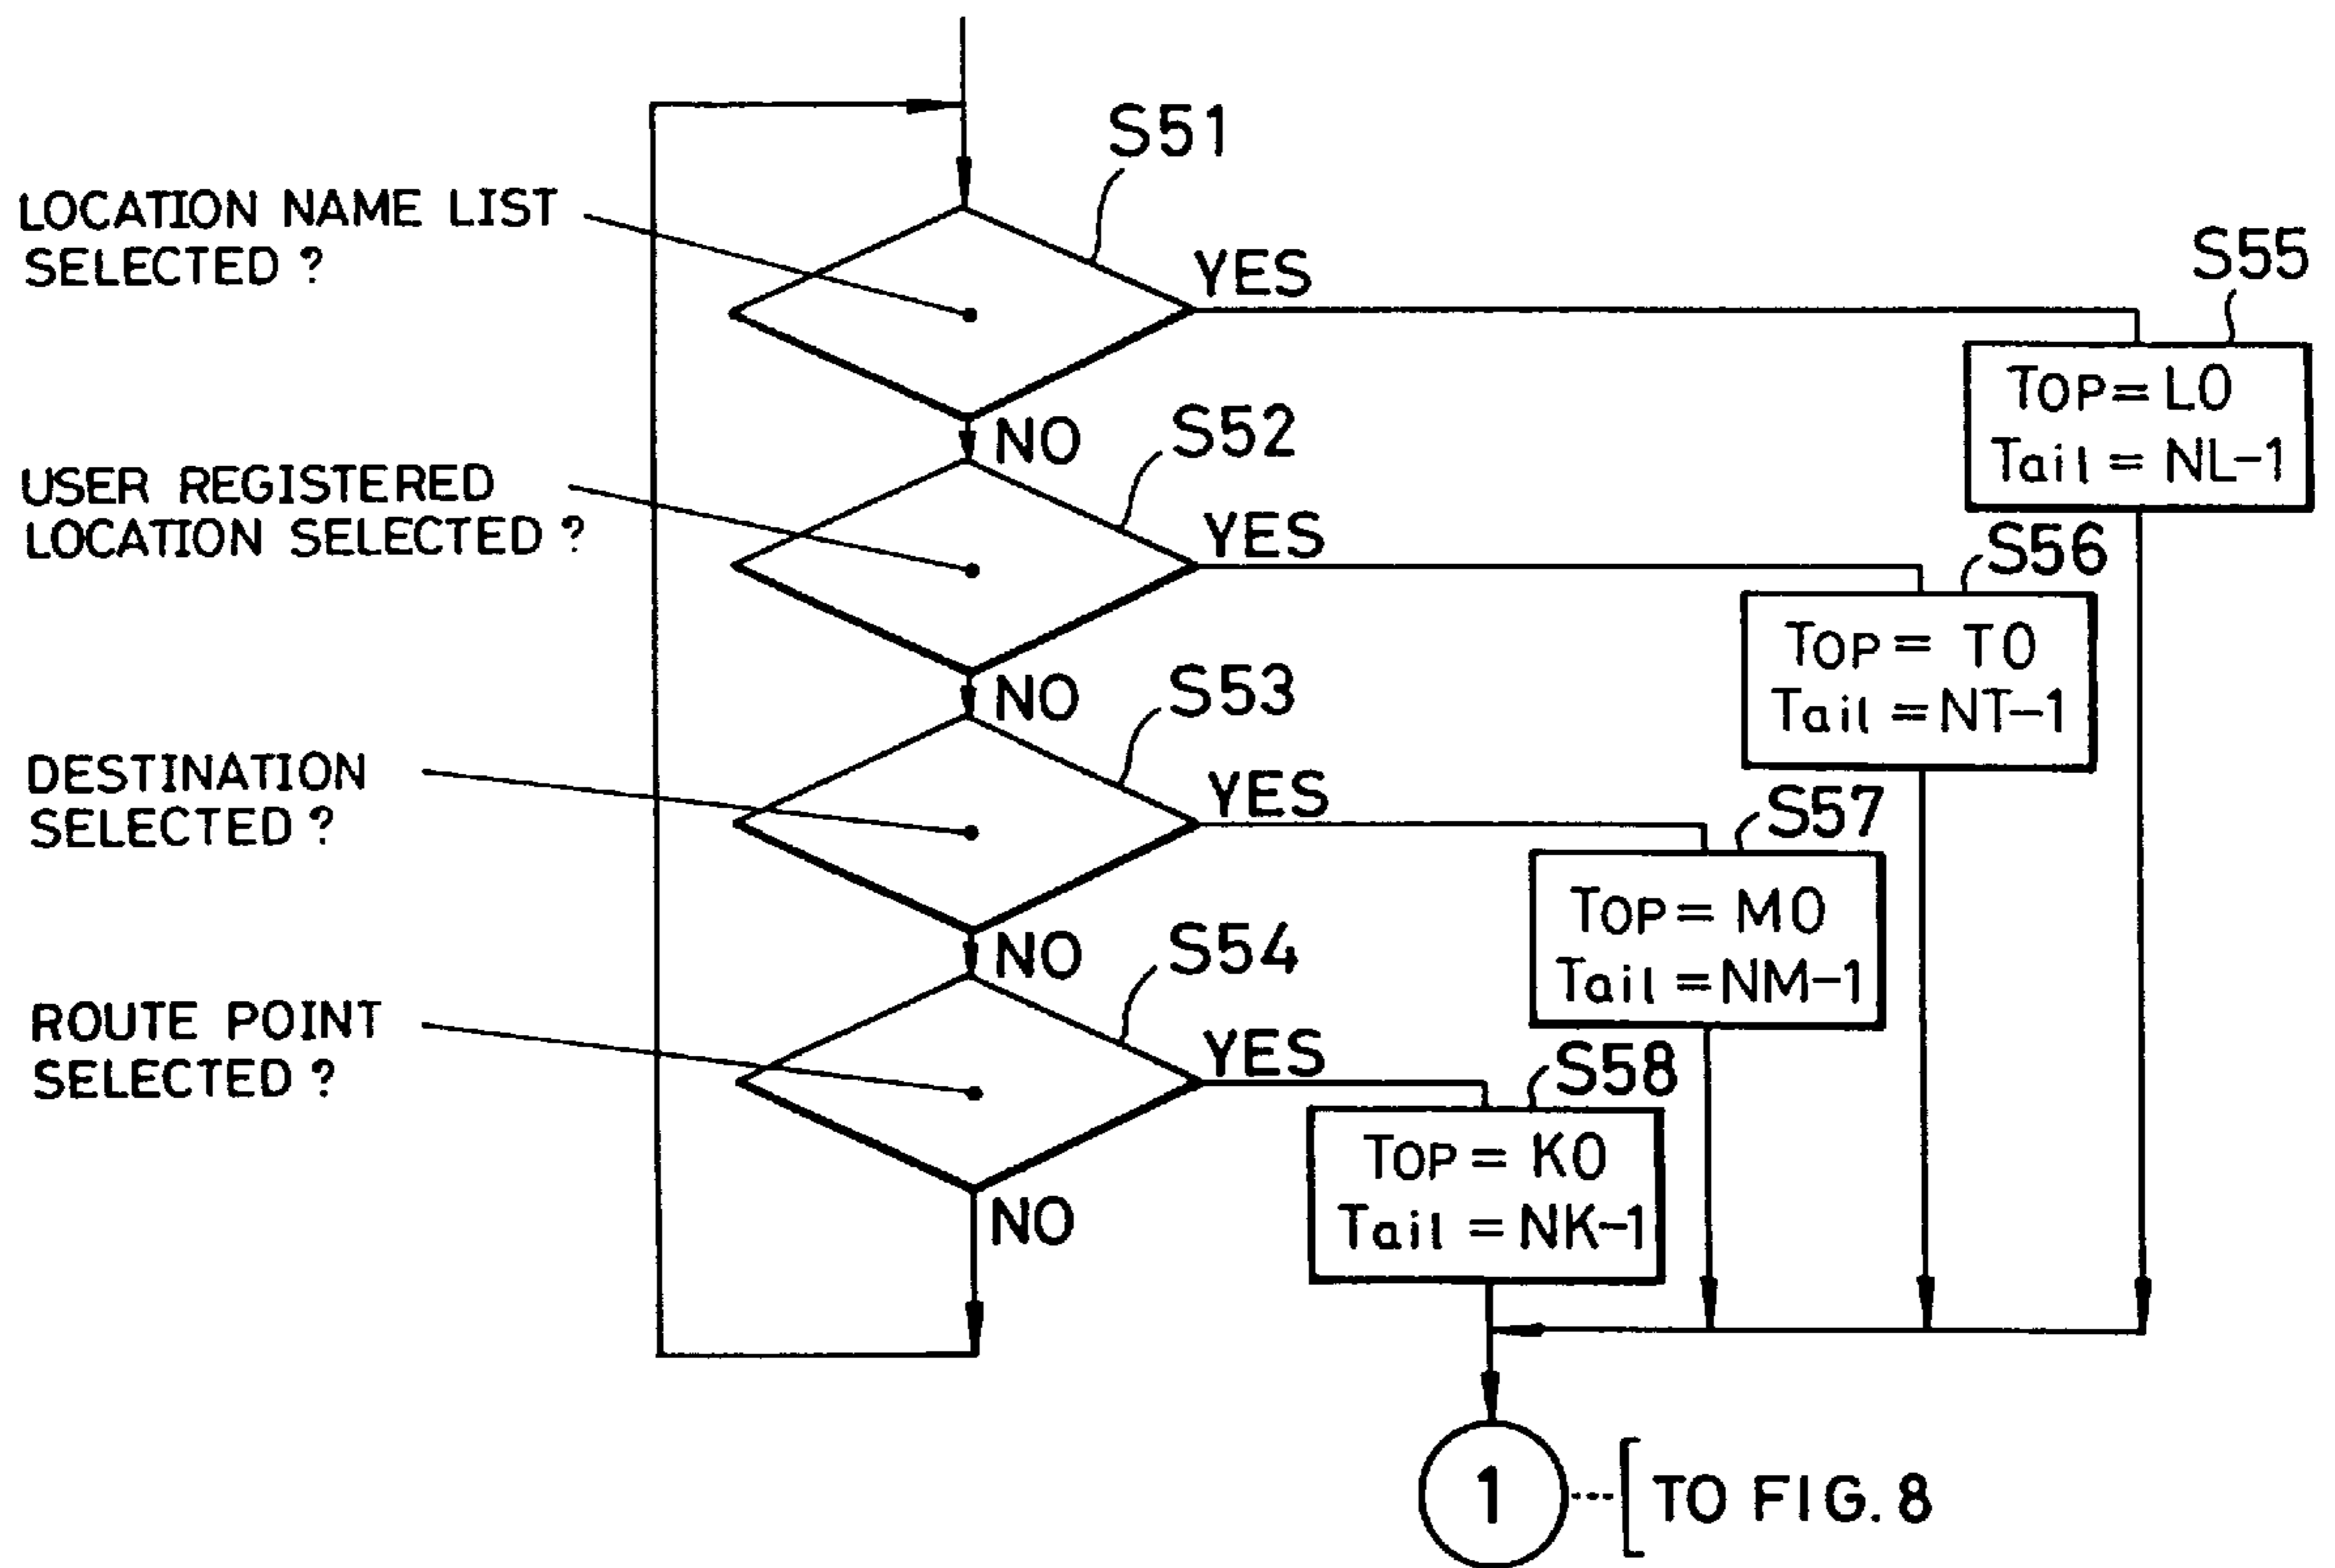 S51
LOCATION NAME LIST
SELECTED ?
YES
S55
TOP = L0
Tail = NL-1
NO
S52
USER REGISTERED
LOCATION SELECTED ?
YES
S56
TOP = T0
Tail = NT-1
NO
S53
DESTINATION
SELECTED ?
YES
S57
TOP = M0
Tail = NM-1
NO
S54
ROUTE POINT
SELECTED ?
YES
S58
TOP = K0
Tail = NK-1
NO
1
TO FIG. 8